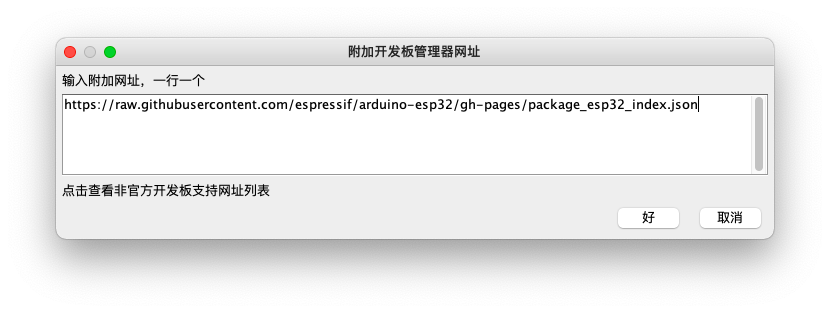 附加开发板管理器网址
输入附加网址，一行一个
https://raw.githubusercontent.com/espressif/arduino-esp32/gh-pages/package_esp32_index.json
点击查看非官方开发板支持网址列表
好
取消